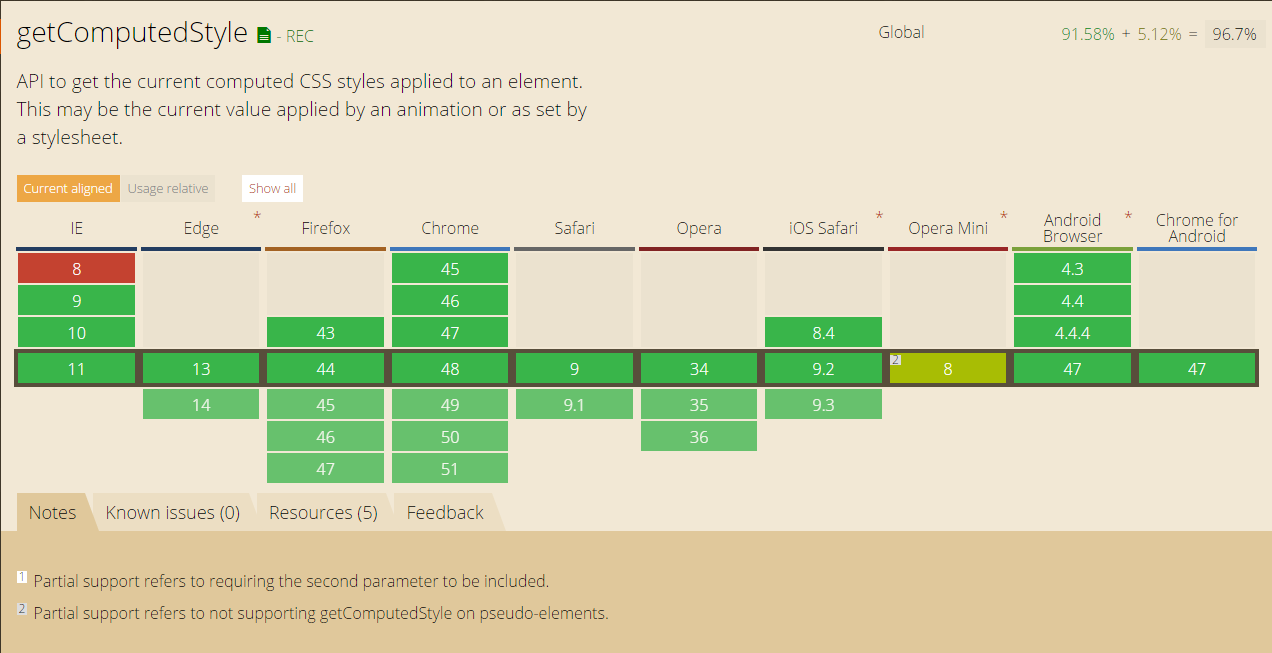 getComputedStyle - REC
Global
91.58% + 5.12% = 96.7%
API to get the current computed CSS styles applied to an element.
This may be the current value applied by an animation or as set by
a stylesheet.
Current aligned Usage relative Show all
IE Edge * Firefox Chrome Safari Opera iOS Safari * Opera Mini * Android Browser * Chrome for Android
8 45 4.3
9 46 4.4
10 43 47 8.4 4.4.4
11 13 44 48 9 34 9.2 2 8 47 47
14 45 49 9.1 35 9.3
46 50 36
47 51
Notes Known issues (0) Resources (5) Feedback
1 Partial support refers to requiring the second parameter to be included.
2 Partial support refers to not supporting getComputedStyle on pseudo-elements.